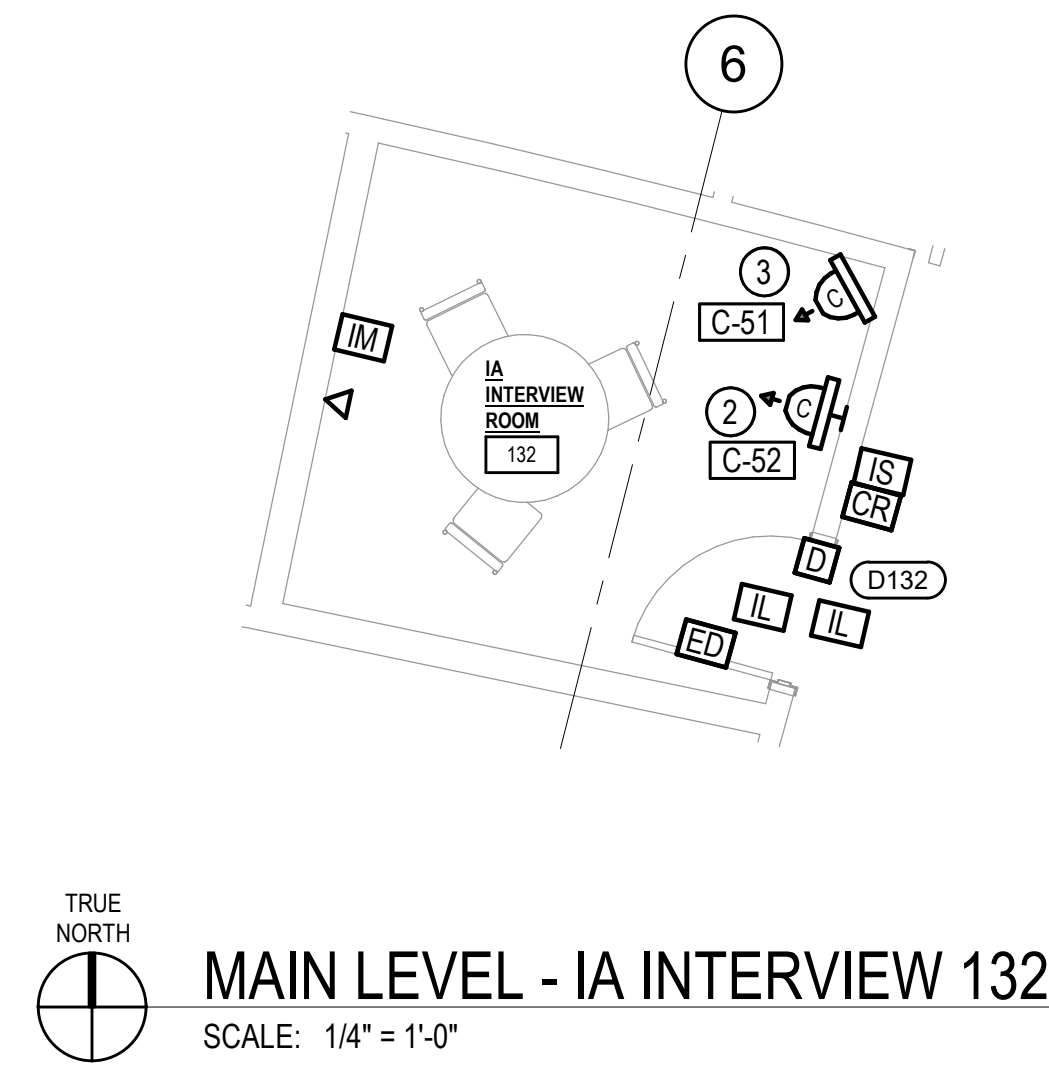 6
3
C-51
IM
IA
INTERVIEW
ROOM
132
2
C-52
C
C
IS
CR
D
D132
IL
IL
ED
TRUE
NORTH
MAIN LEVEL - IA INTERVIEW 132
SCALE: 1/4" = 1'-0"